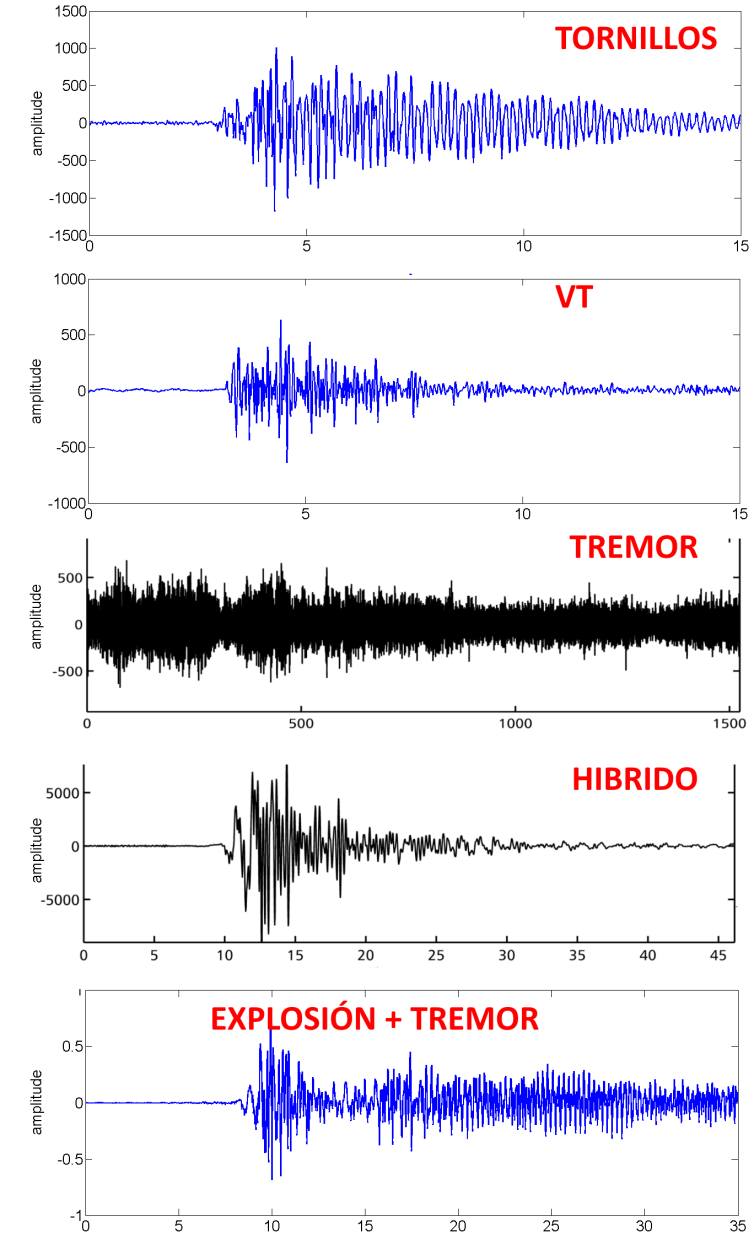 1500
TORNILLOS
1000
500
0
-500
-1000
-1500
amplitude
0 5 10 15
1000
VT
500
0
-500
-1000
amplitude
0 5 10 15
TREMOR
500
0
-500
amplitude
0 500 1000 1500
HIBRIDO
5000
0
-5000
amplitude
0 5 10 15 20 25 30 35 40 45
EXPLOSIÓN + TREMOR
0.5
0
-0.5
-1
amplitude
0 5 10 15 20 25 30 35